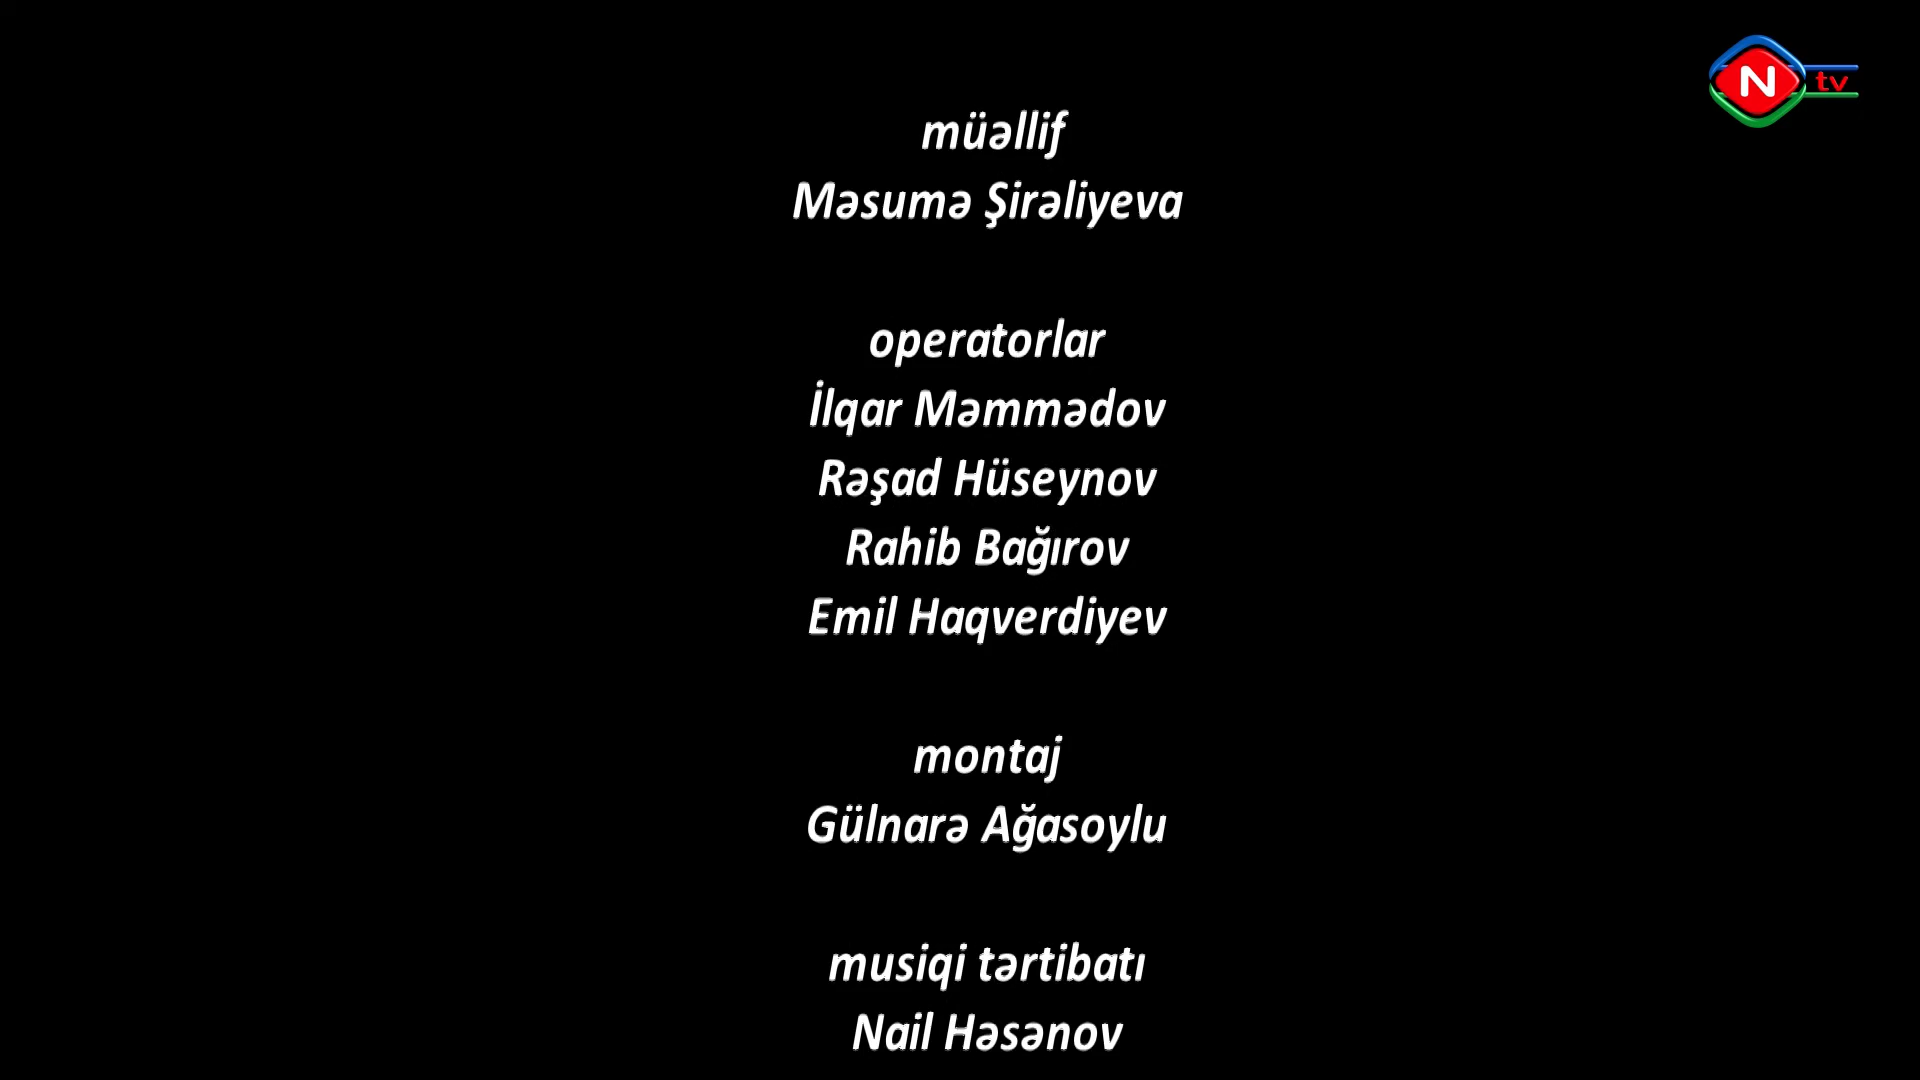 N tv
müəllif
Məsumə Şirəliyeva
operatorlar
İlqar Məmmədov
Rəşad Hüseynov
Rahib Bağırov
Emil Haqverdiyev
montaj
Gülnarə Ağasoylu
musiqi tərtibatı
Nail Həsənov